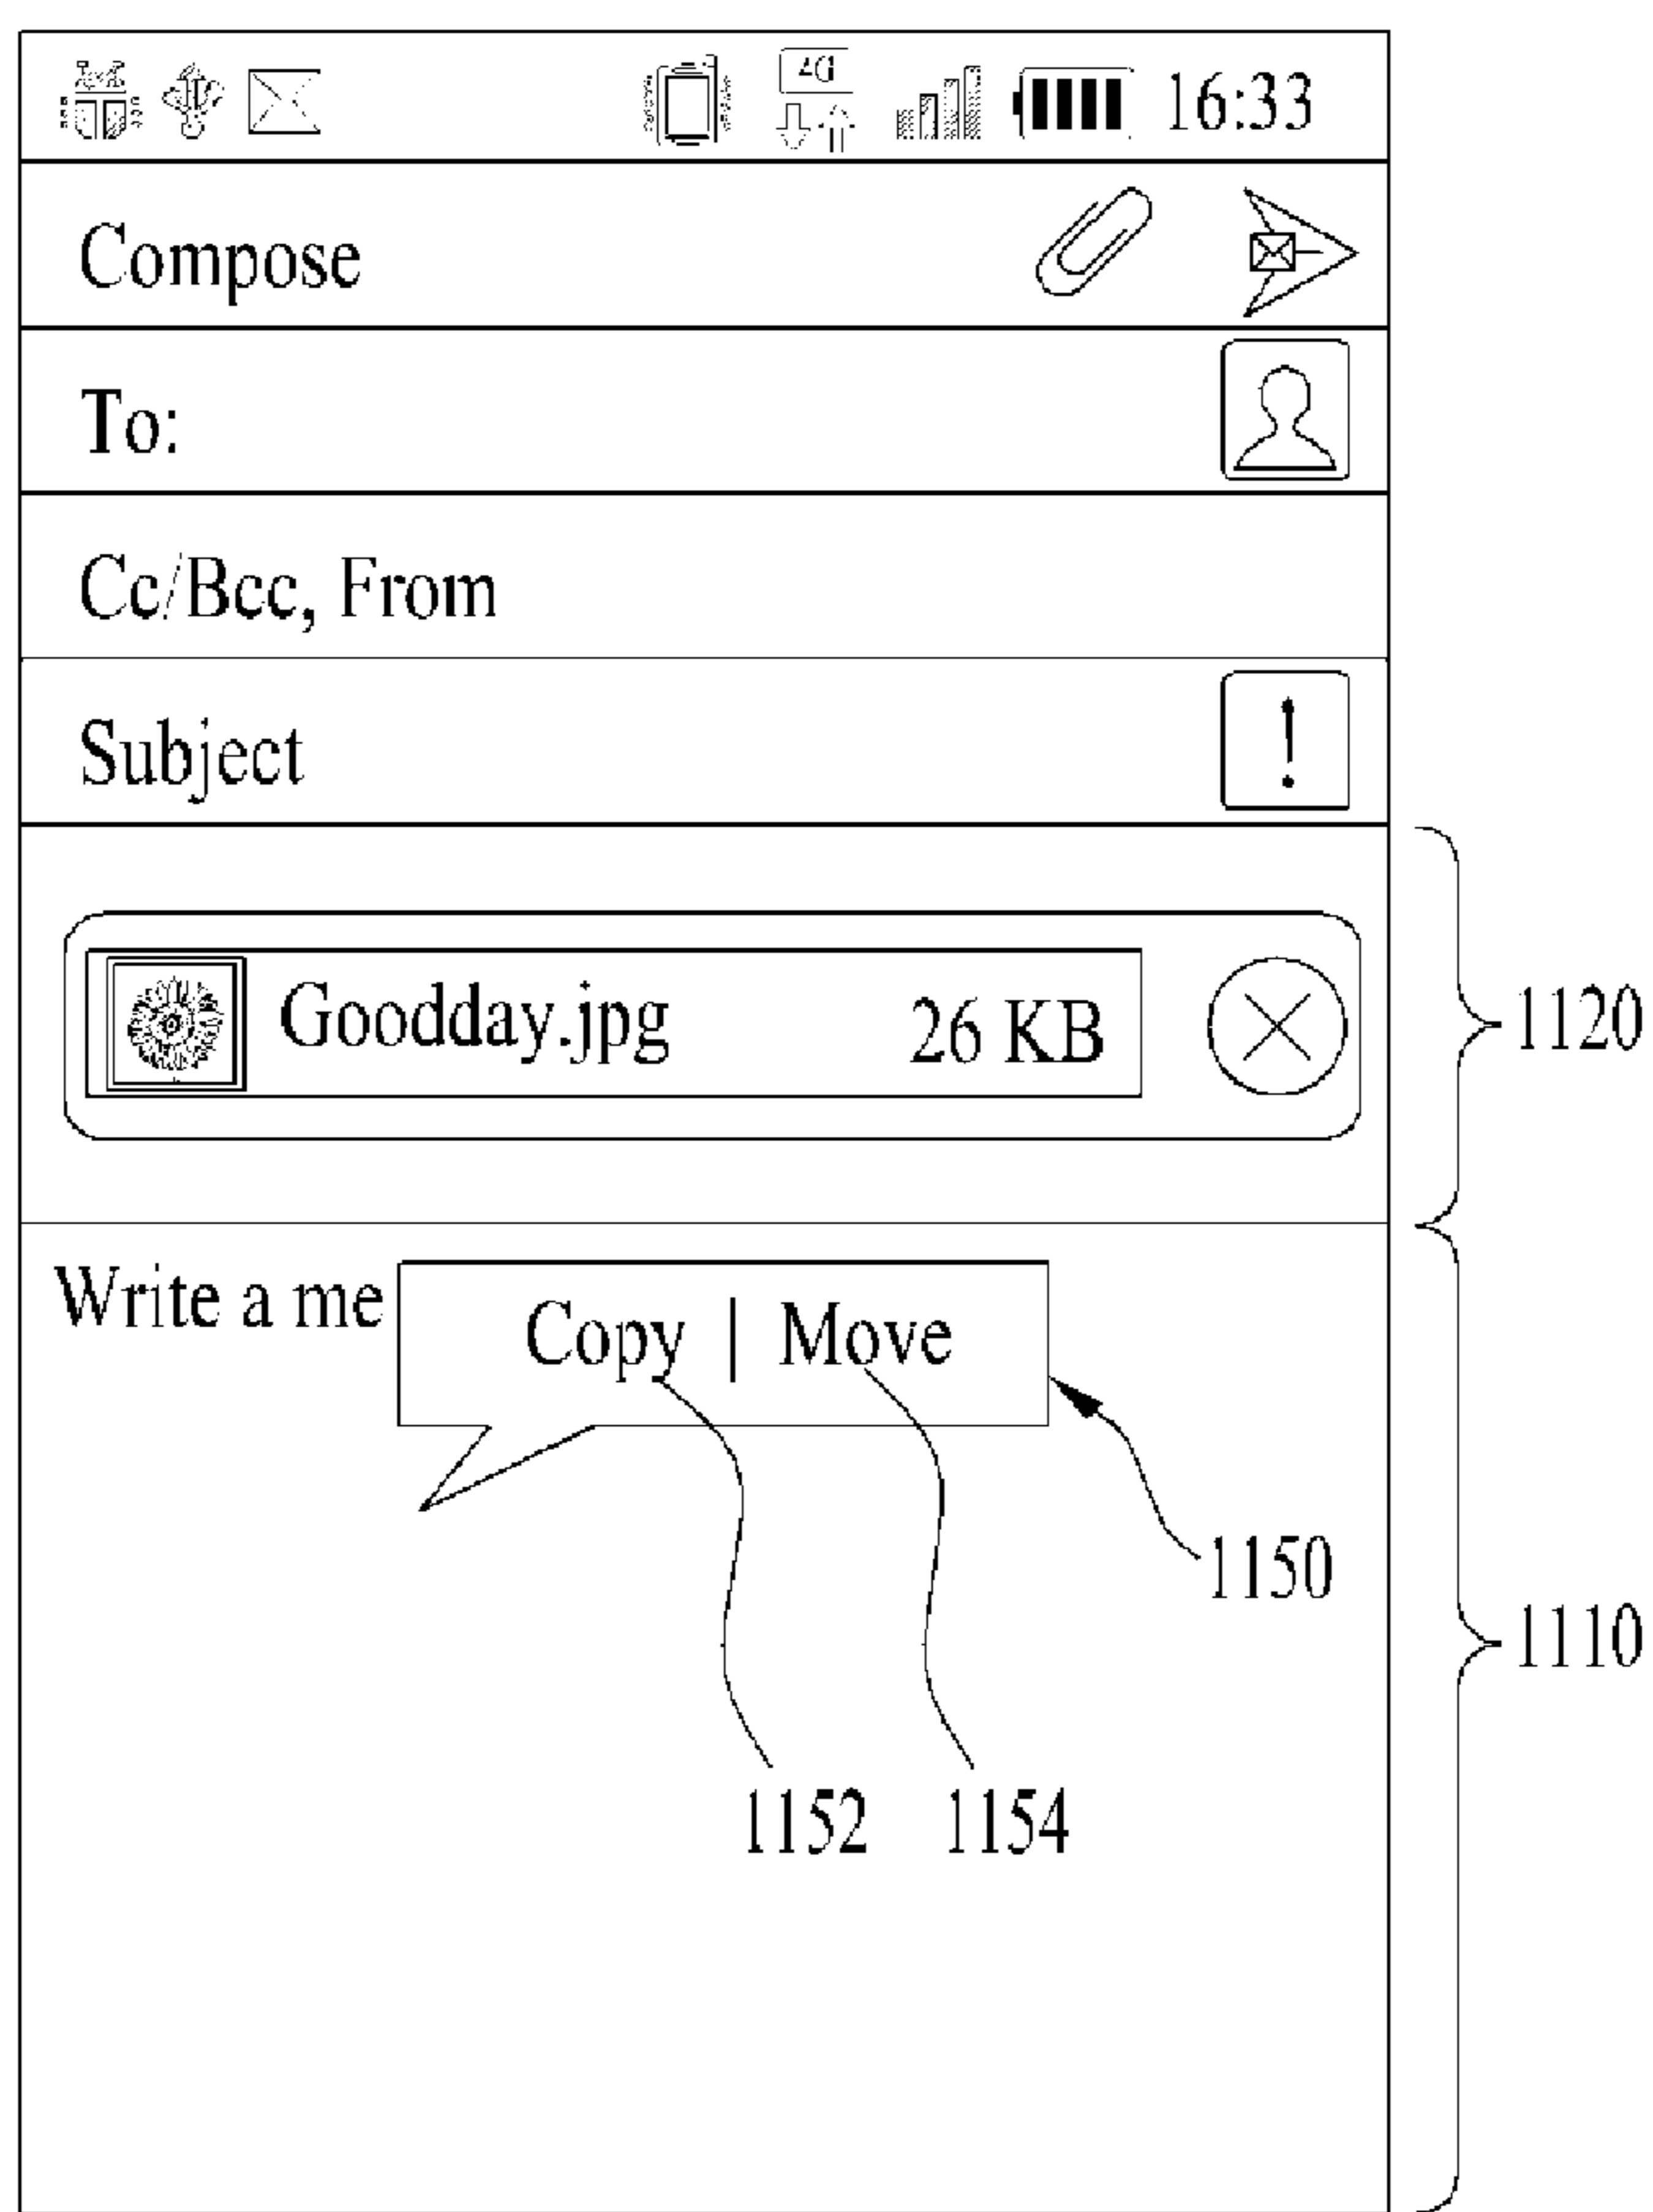 4G
16:33
Compose
To:
Cc/Bcc, From
Subject
Goodday.jpg 26 KB
1120
Write a me
Copy | Move
1150
1110
1152 1154